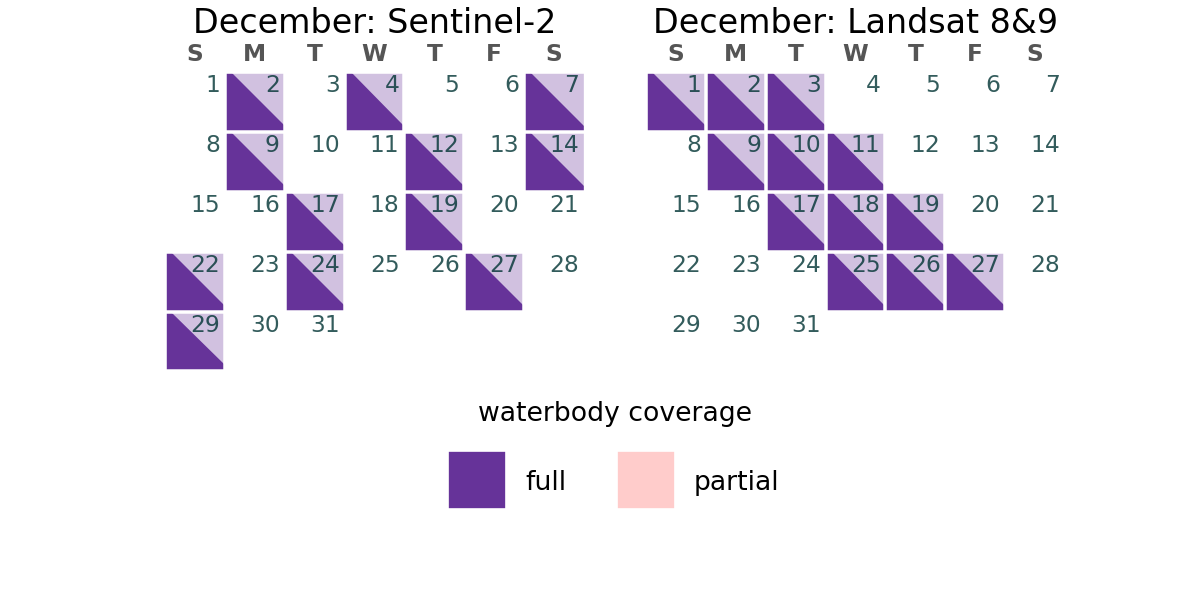 December: Sentinel-2
S M T W T F S
1 2 3 4 5 6 7
8 9 10 11 12 13 14
15 16 17 18 19 20 21
22 23 24 25 26 27 28
29 30 31
December: Landsat 8&9
S M T W T F S
1 2 3 4 5 6 7
8 9 10 11 12 13 14
15 16 17 18 19 20 21
22 23 24 25 26 27 28
29 30 31
waterbody coverage
full partial